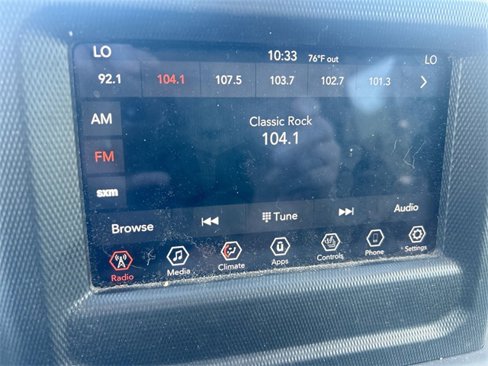 LO 10:33 76°F out LO
92.1 104.1 107.5 103.7 102.7 101.3
AM
Classic Rock
104.1
FM
sxm
Browse Tune Audio
Radio Media Climate Apps Controls Phone Settings